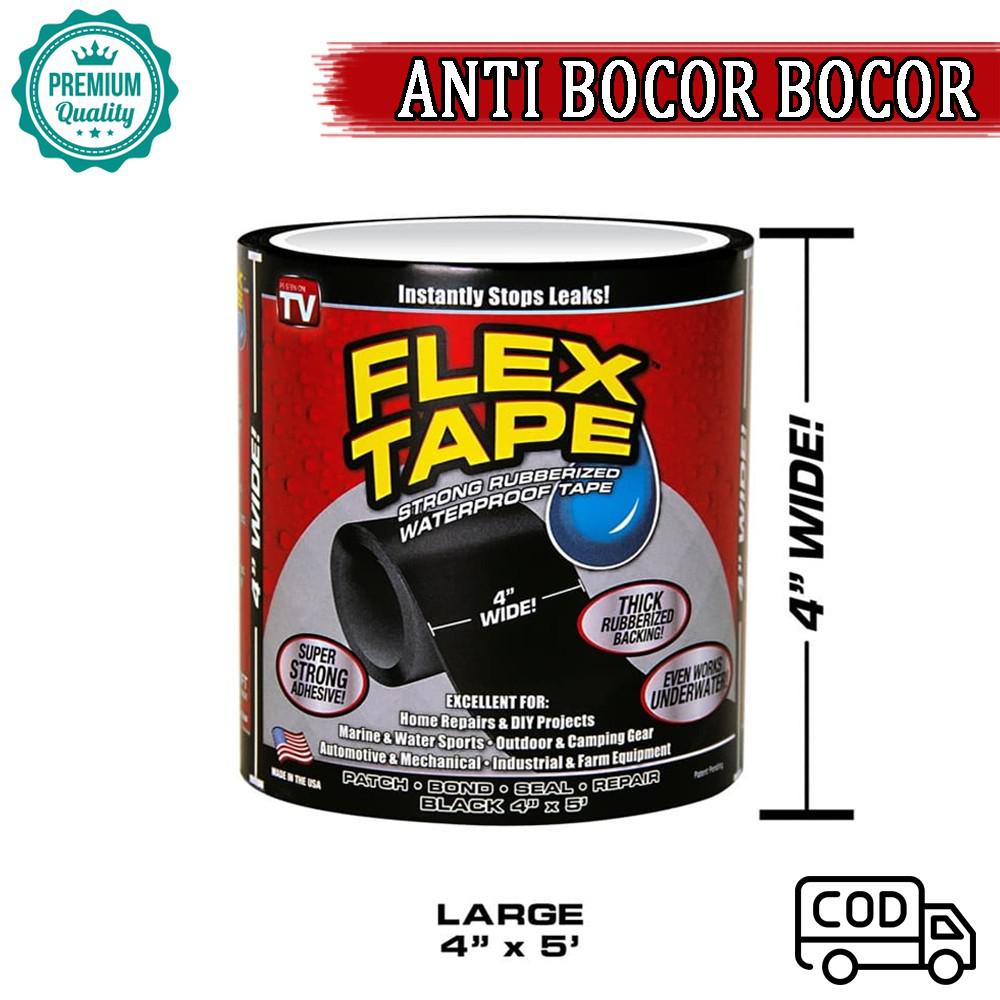 PREMIUM
Quality
ANTI BOCOR BOCOR
AS SEEN ON
TV
Instantly Stops Leaks!
FLEX
TAPE™
STRONG RUBBERIZED
WATERPROOF TAPE
4"
WIDE!
4" WIDE!
4" WIDE!
4" WIDE!
THICK
RUBBERIZED
BACKING!
SUPER
STRONG
ADHESIVE!
EVEN WORKS
UNDERWATER!
EXCELLENT FOR:
Home Repairs & DIY Projects
Marine & Water Sports • Outdoor & Camping Gear
Automotive & Mechanical • Industrial & Farm Equipment
MADE IN THE USA
Patent Pending
PATCH • BOND • SEAL • REPAIR
BLACK 4" x 5'
LARGE
4" x 5'
COD